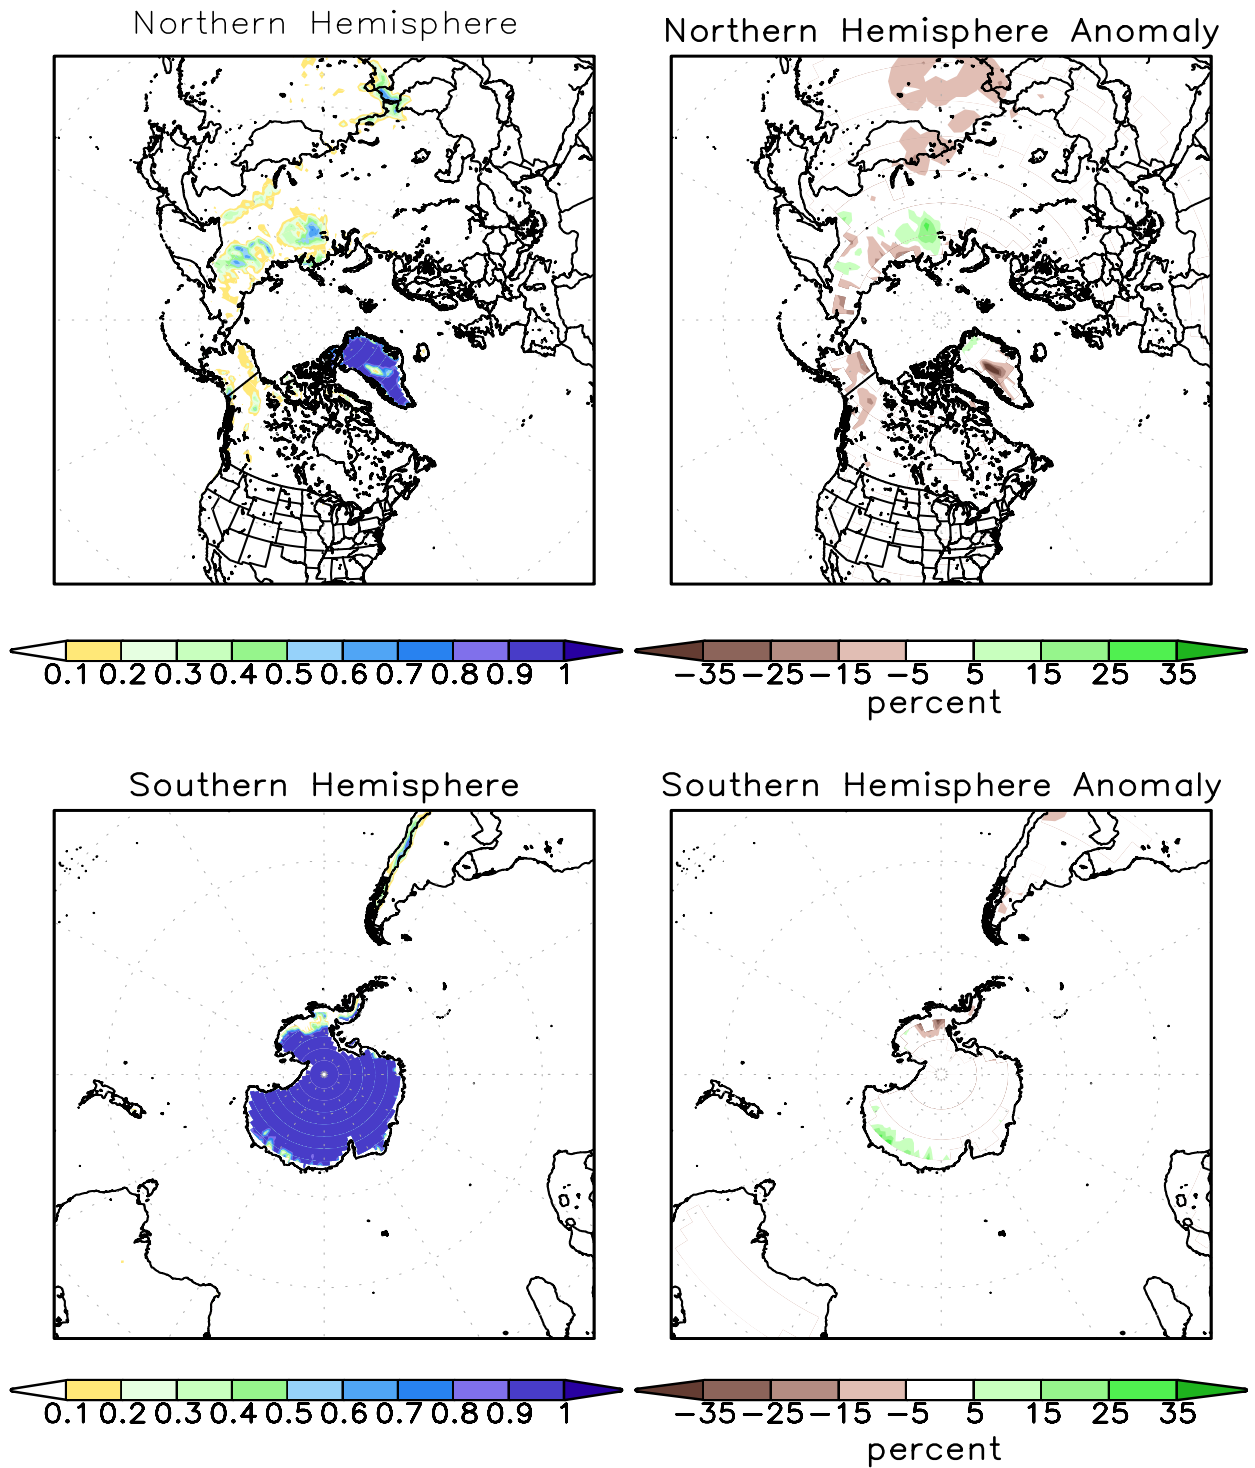 Northern Hemisphere
Northern Hemisphere Anomaly
0.1 0.2 0.3 0.4 0.5 0.6 0.7 0.8 0.9 1
-35 -25 -15 -5 5 15 25 35
percent
Southern Hemisphere
Southern Hemisphere Anomaly
0.1 0.2 0.3 0.4 0.5 0.6 0.7 0.8 0.9 1
-35 -25 -15 -5 5 15 25 35
percent